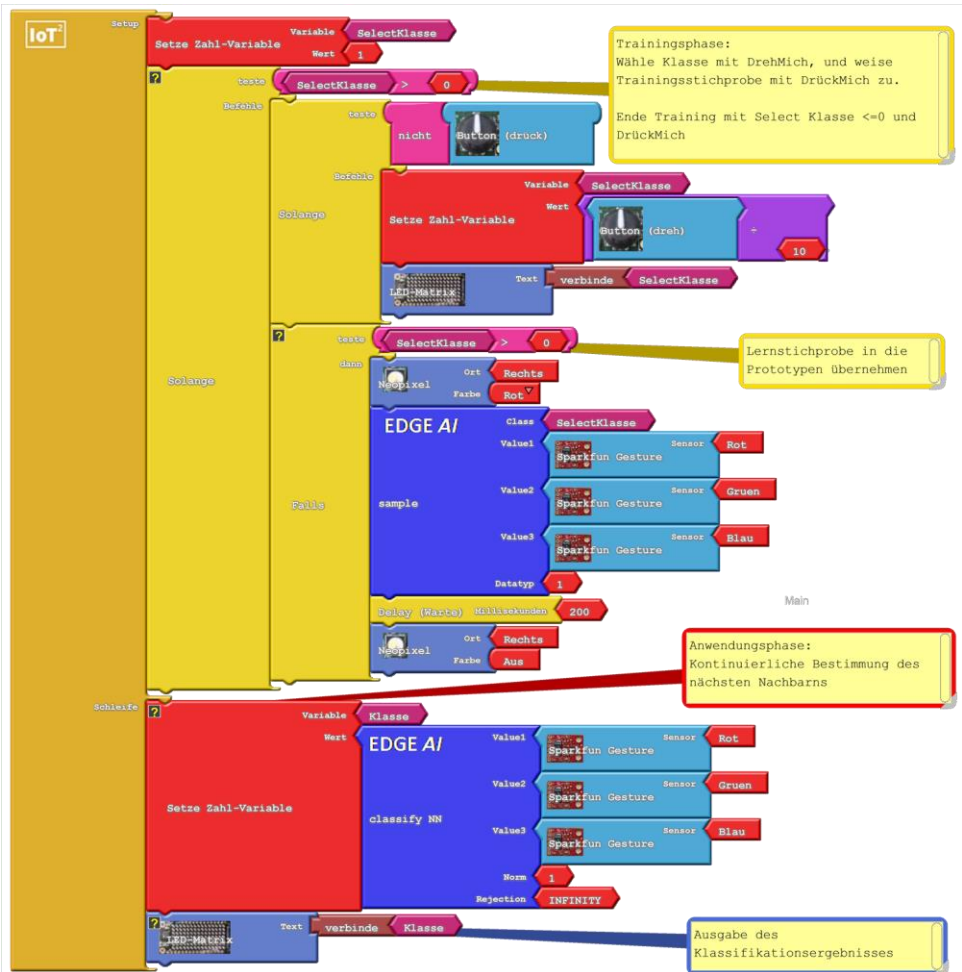 IoT²
Setup
Setze Zahl-Variable
Variable
SelectKlasse
Wert
1
?
Solange
teste
SelectKlasse
>
0
Befehle
Solange
teste
nicht
Button (drück)
Befehle
Setze Zahl-Variable
Variable
SelectKlasse
Wert
Button (dreh)
÷
10
LED-Matrix
Text
verbinde
SelectKlasse
?
Falls
teste
SelectKlasse
>
0
dann
Neopixel
Ort
Rechts
Farbe
Rot
EDGE AI
sample
Class
SelectKlasse
Value1
Sparkfun Gesture
Sensor
Rot
Value2
Sparkfun Gesture
Sensor
Gruen
Value3
Sparkfun Gesture
Sensor
Blau
Datatyp
1
Delay (Warte)
Millisekunden
200
Neopixel
Ort
Rechts
Farbe
Aus
Schleife
?
Setze Zahl-Variable
Variable
Klasse
Wert
EDGE AI
classify NN
Value1
Sparkfun Gesture
Sensor
Rot
Value2
Sparkfun Gesture
Sensor
Gruen
Value3
Sparkfun Gesture
Sensor
Blau
Norm
1
Rejection
INFINITY
?
LED-Matrix
Text
verbinde
Klasse
Trainingsphase:
Wähle Klasse mit DrehMich, und weise
Trainingsstichprobe mit DrückMich zu.
Ende Training mit Select Klasse <=0 und
DrückMich
Lernstichprobe in die
Prototypen übernehmen
Main
Anwendungsphase:
Kontinuierliche Bestimmung des
nächsten Nachbarns
Ausgabe des
Klassifikationsergebnisses